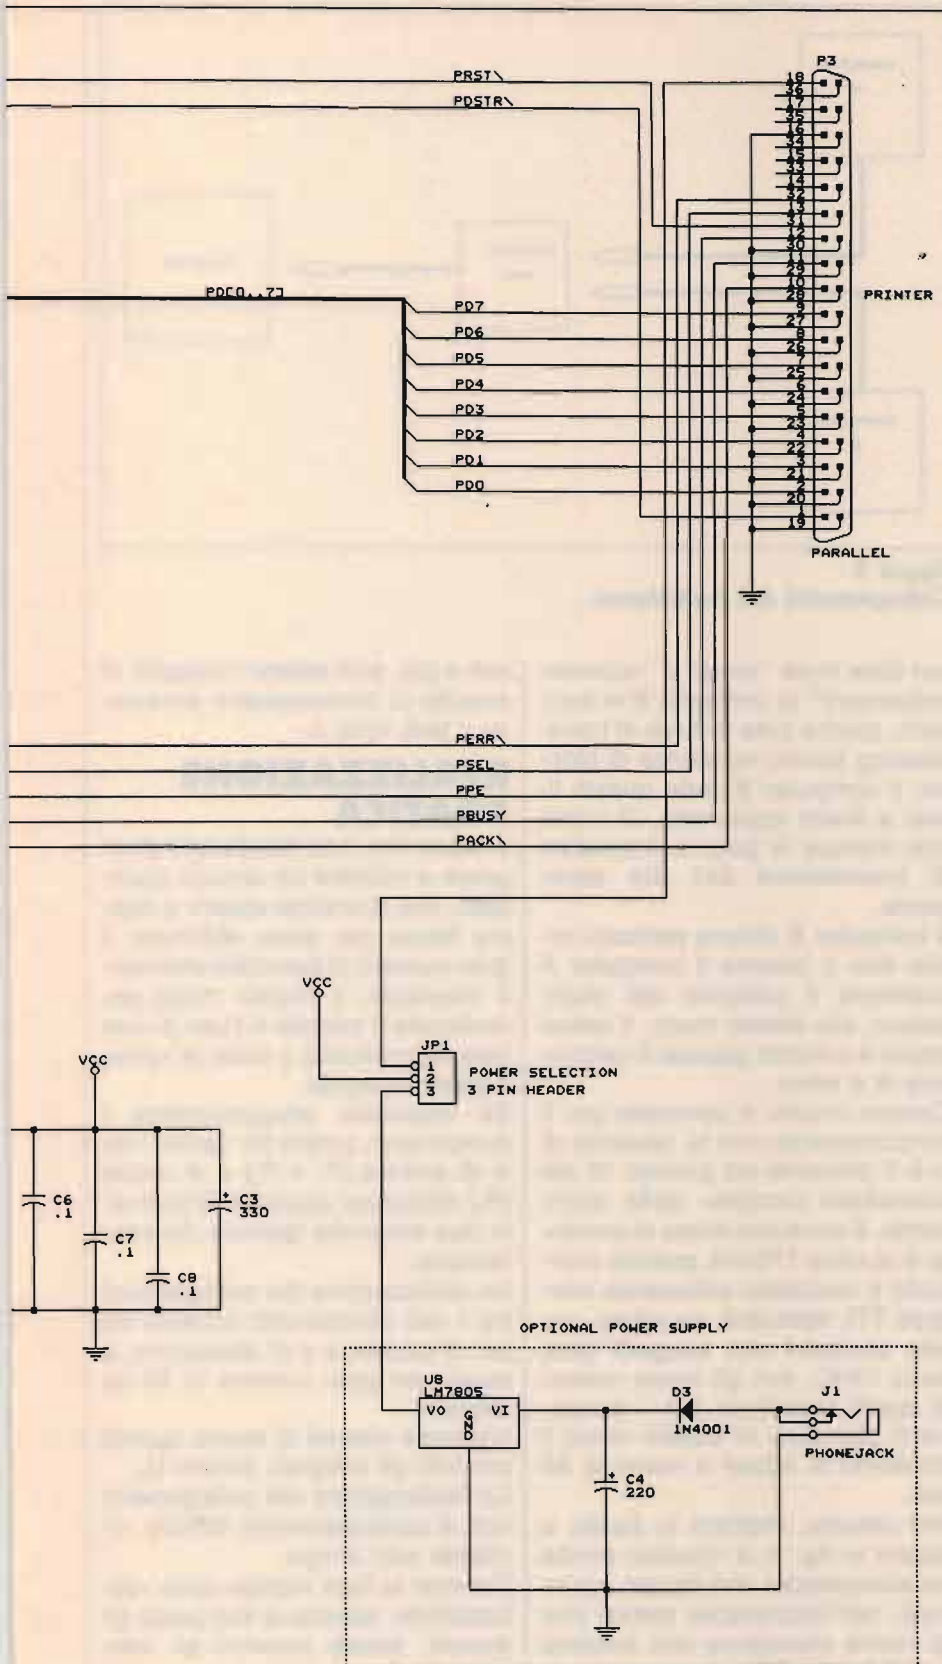 P3
PRST\
PDSTR\
18
36
17
35
16
34
15
33
14
32
13
31
12
30
11
29
10
28
9
27
8
26
7
25
6
24
5
23
4
22
3
21
2
20
1
19
PRINTER
PARALLEL
PD[0..7]
PD7
PD6
PD5
PD4
PD3
PD2
PD1
PD0
PERR\
PSEL
PPE
PBUSY
PACK\
VCC
JP1
1
2
3
POWER SELECTION
3 PIN HEADER
VCC
C6
.1
C7
.1
C8
.1
+
C3
330
OPTIONAL POWER SUPPLY
U8
LM7805
VO
GND
VI
D3
1N4001
J1
PHONEJACK
+
C4
220